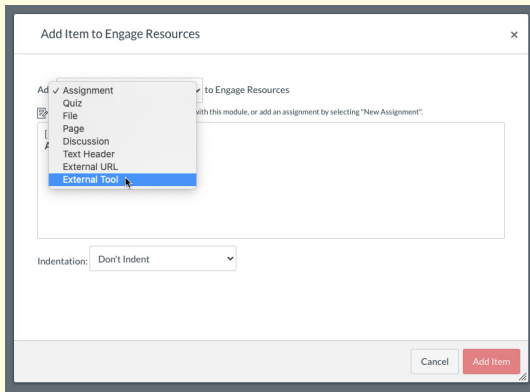 Add Item to Engage Resources
×
Ad
to Engage Resources
✓ Assignment
Quiz
File
Page
Discussion
Text Header
External URL
External Tool
with this module, or add an assignment by selecting "New Assignment".
[
A
Indentation: Don't Indent
Cancel Add Item